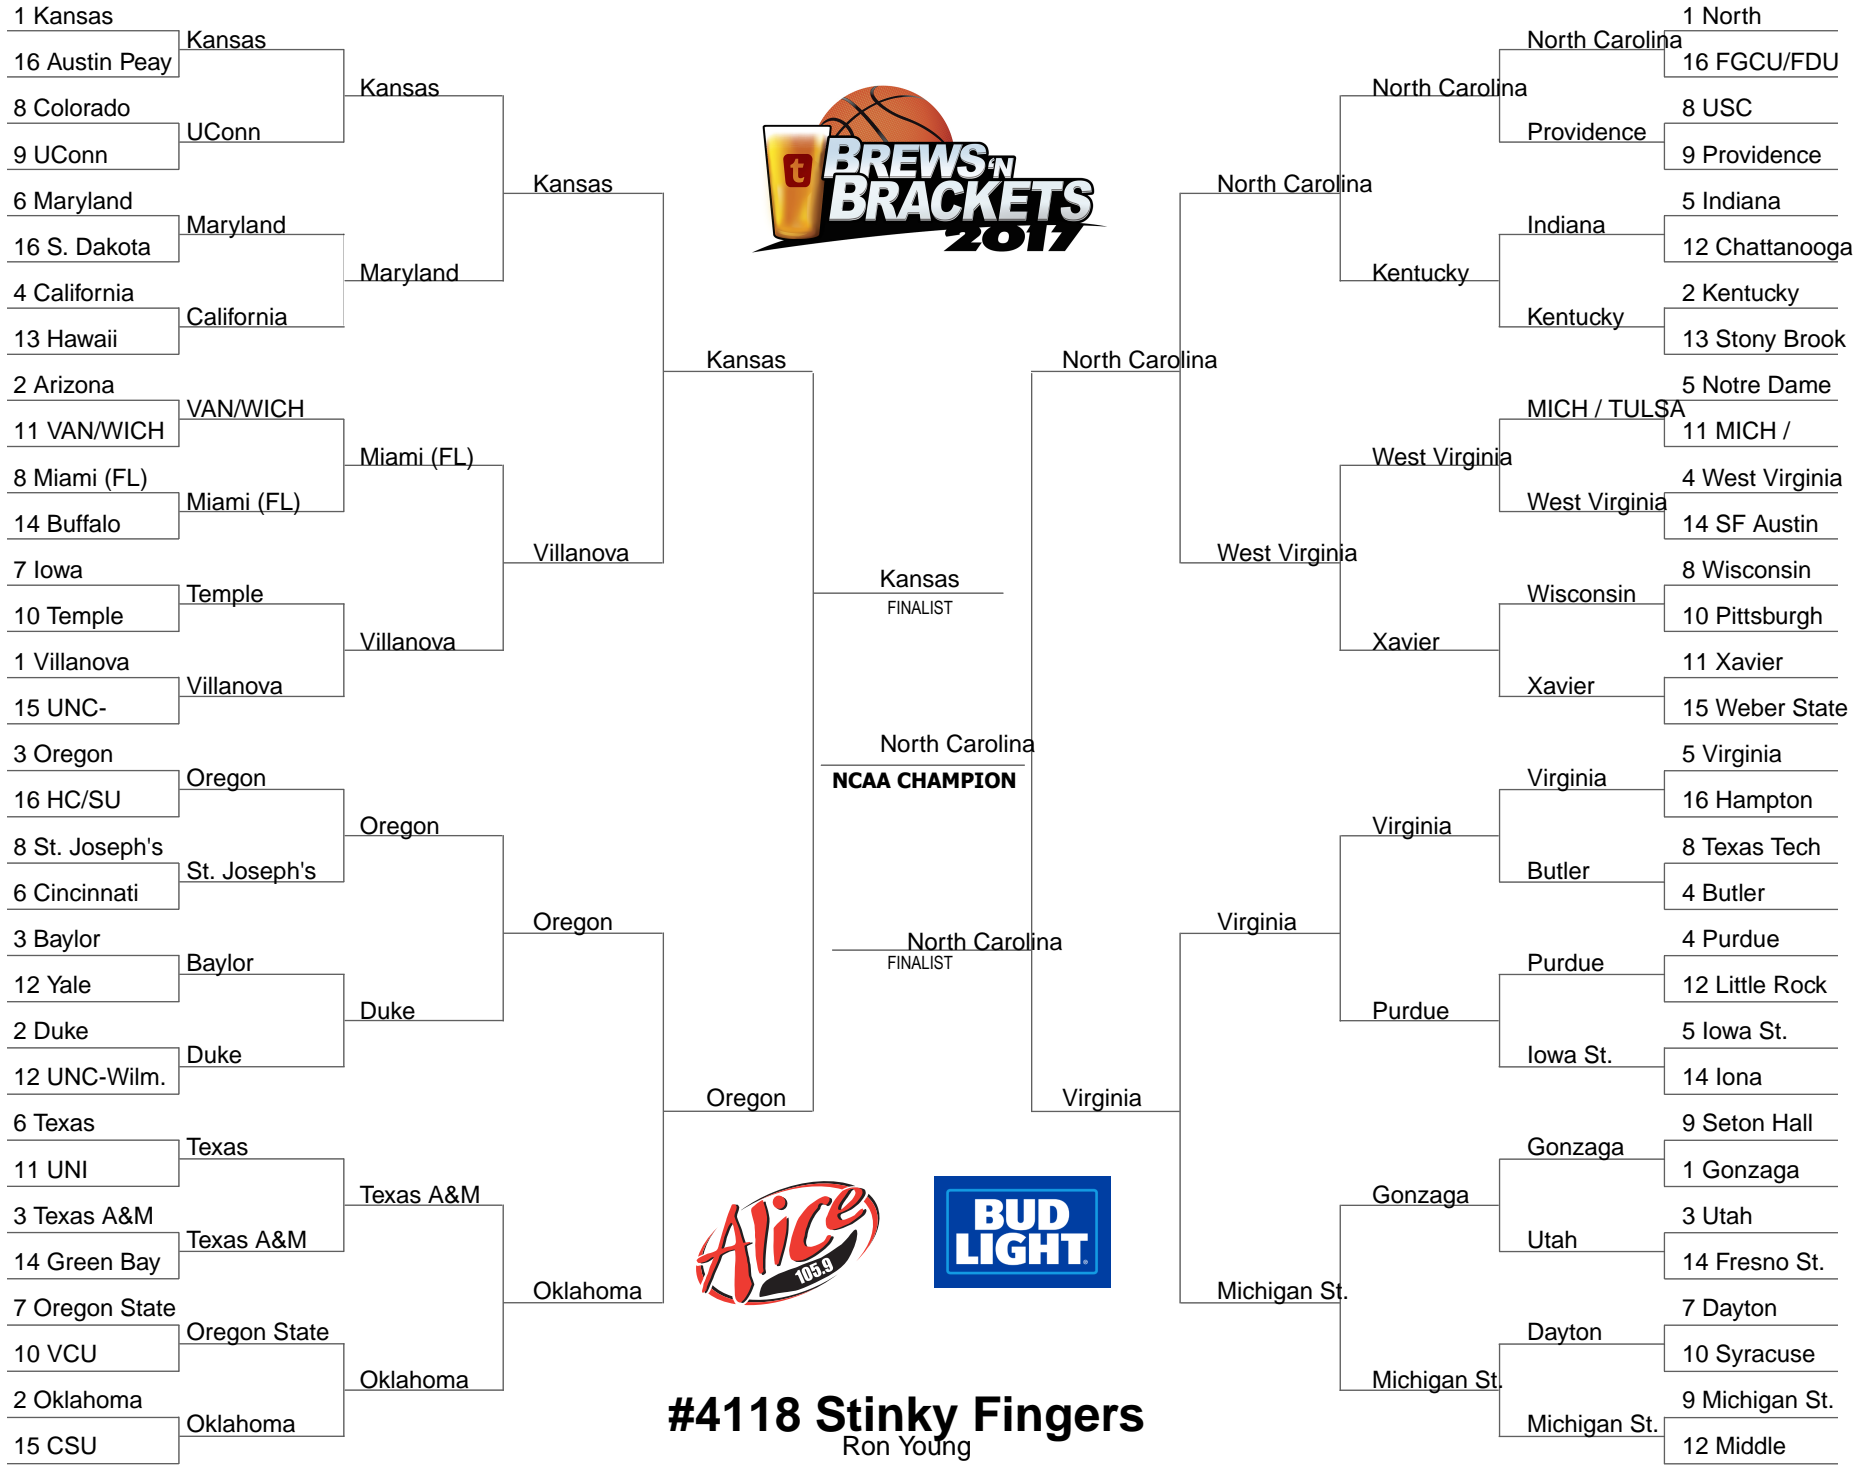 1 Kansas
16 Austin Peay
8 Colorado
9 UConn
6 Maryland
16 S. Dakota
4 California
13 Hawaii
2 Arizona
11 VAN/WICH
8 Miami (FL)
14 Buffalo
7 Iowa
10 Temple
1 Villanova
15 UNC-
3 Oregon
16 HC/SU
8 St. Joseph's
6 Cincinnati
3 Baylor
12 Yale
2 Duke
12 UNC-Wilm.
6 Texas
11 UNI
3 Texas A&M
14 Green Bay
7 Oregon State
10 VCU
2 Oklahoma
15 CSU
Kansas
UConn
Maryland
California
VAN/WICH
Miami (FL)
Temple
Villanova
Oregon
St. Joseph's
Baylor
Duke
Texas
Texas A&M
Oregon State
Oklahoma
Kansas
Maryland
Miami (FL)
Villanova
Oregon
Duke
Texas A&M
Oklahoma
Kansas
Villanova
Oregon
Oklahoma
Kansas
Oregon
t
BREWS 'N
BRACKETS
2017
Kansas
FINALIST
North Carolina
NCAA CHAMPION
North Carolina
FINALIST
Alice
105.9
BUD
LIGHT
#4118 Stinky Fingers
Ron Young
North Carolina
Virginia
North Carolina
West Virginia
Virginia
Michigan St.
North Carolina
Kentucky
West Virginia
Xavier
Virginia
Purdue
Gonzaga
Michigan St.
North Carolina
Providence
Indiana
Kentucky
MICH / TULSA
West Virginia
Wisconsin
Xavier
Virginia
Butler
Purdue
Iowa St.
Gonzaga
Utah
Dayton
Michigan St.
1 North
16 FGCU/FDU
8 USC
9 Providence
5 Indiana
12 Chattanooga
2 Kentucky
13 Stony Brook
5 Notre Dame
11 MICH /
4 West Virginia
14 SF Austin
8 Wisconsin
10 Pittsburgh
11 Xavier
15 Weber State
5 Virginia
16 Hampton
8 Texas Tech
4 Butler
4 Purdue
12 Little Rock
5 Iowa St.
14 Iona
9 Seton Hall
1 Gonzaga
3 Utah
14 Fresno St.
7 Dayton
10 Syracuse
9 Michigan St.
12 Middle